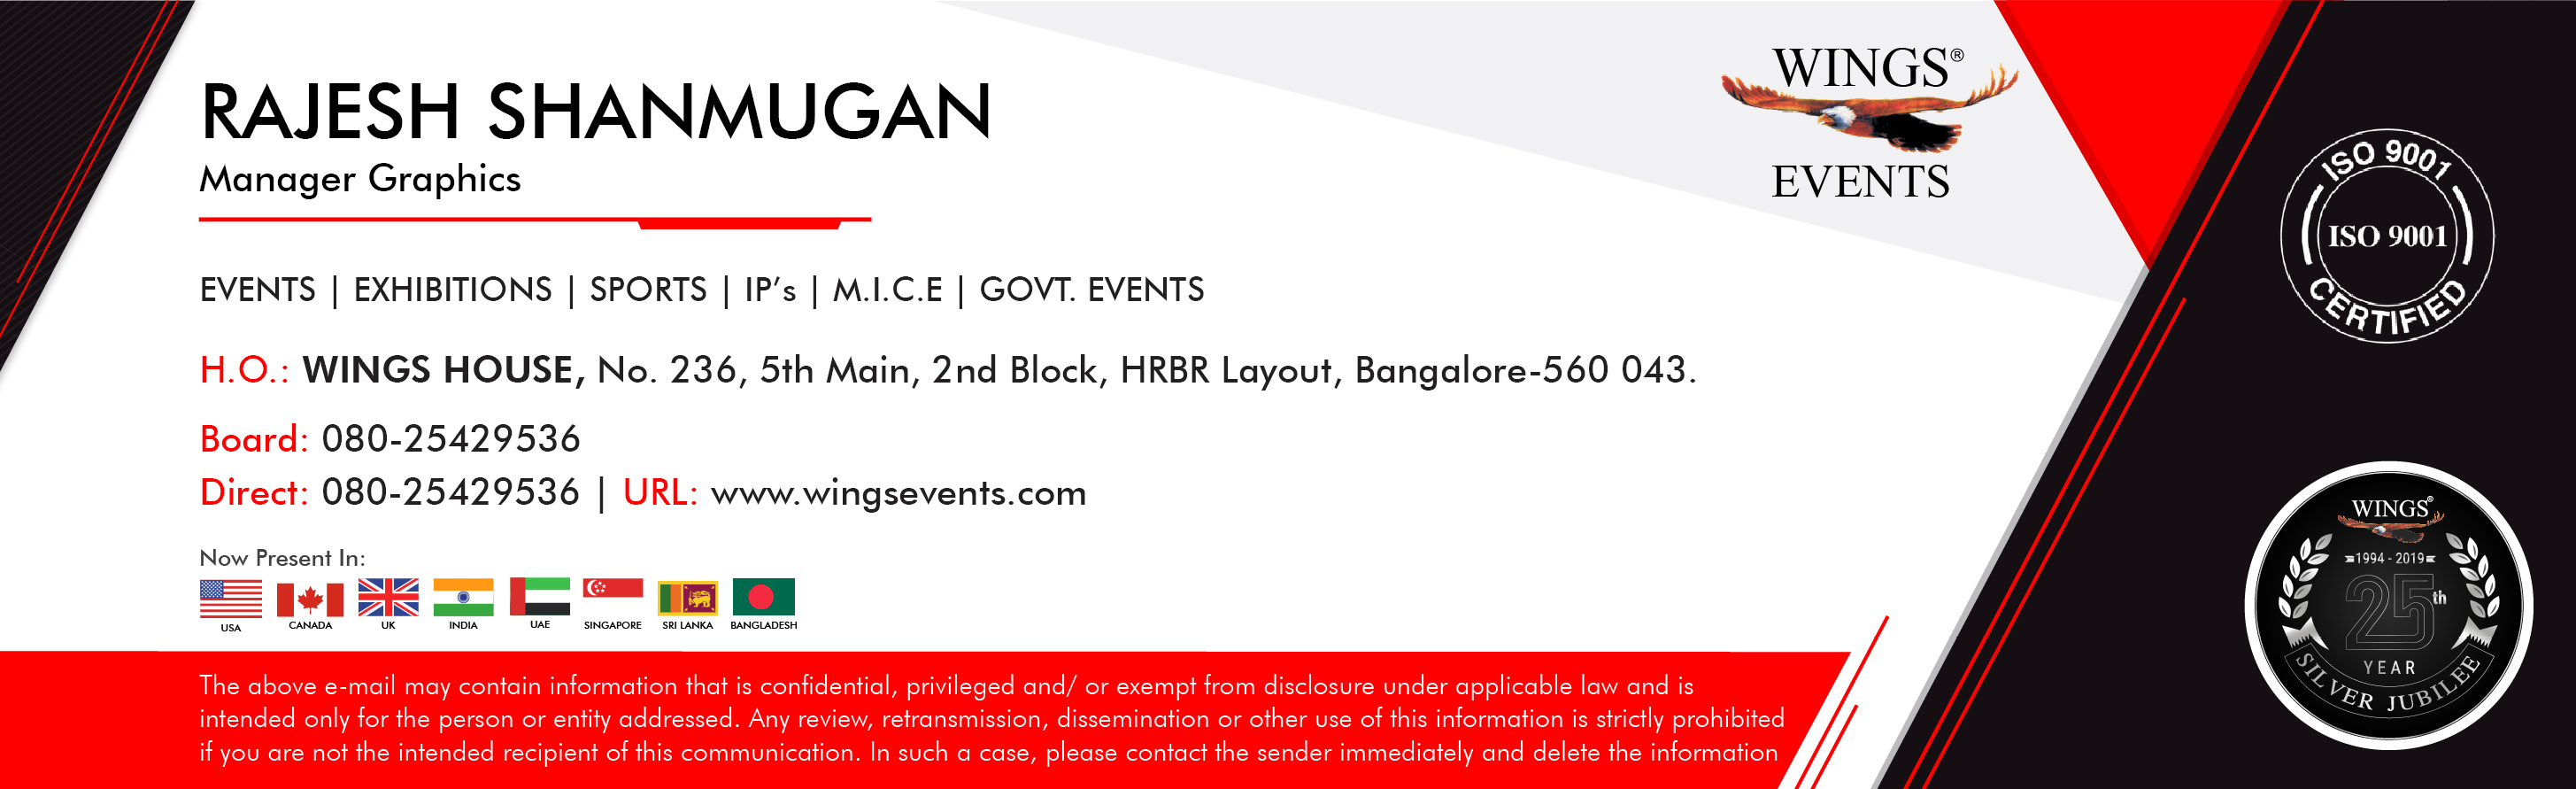 RAJESH SHANMUGAN
Manager Graphics
WINGS®
EVENTS
EVENTS | EXHIBITIONS | SPORTS | IP’s | M.I.C.E | GOVT. EVENTS
H.O.: WINGS HOUSE, No. 236, 5th Main, 2nd Block, HRBR Layout, Bangalore-560 043.
Board: 080-25429536
Direct: 080-25429536 | URL: www.wingsevents.com
Now Present In:
USA CANADA UK INDIA UAE SINGAPORE SRI LANKA BANGLADESH
The above e-mail may contain information that is confidential, privileged and/ or exempt from disclosure under applicable law and is
intended only for the person or entity addressed. Any review, retransmission, dissemination or other use of this information is strictly prohibited
if you are not the intended recipient of this communication. In such a case, please contact the sender immediately and delete the information
ISO 9001
ISO 9001
CERTIFIED
WINGS®
1994 - 2019
25th
YEAR
SILVER JUBILEE